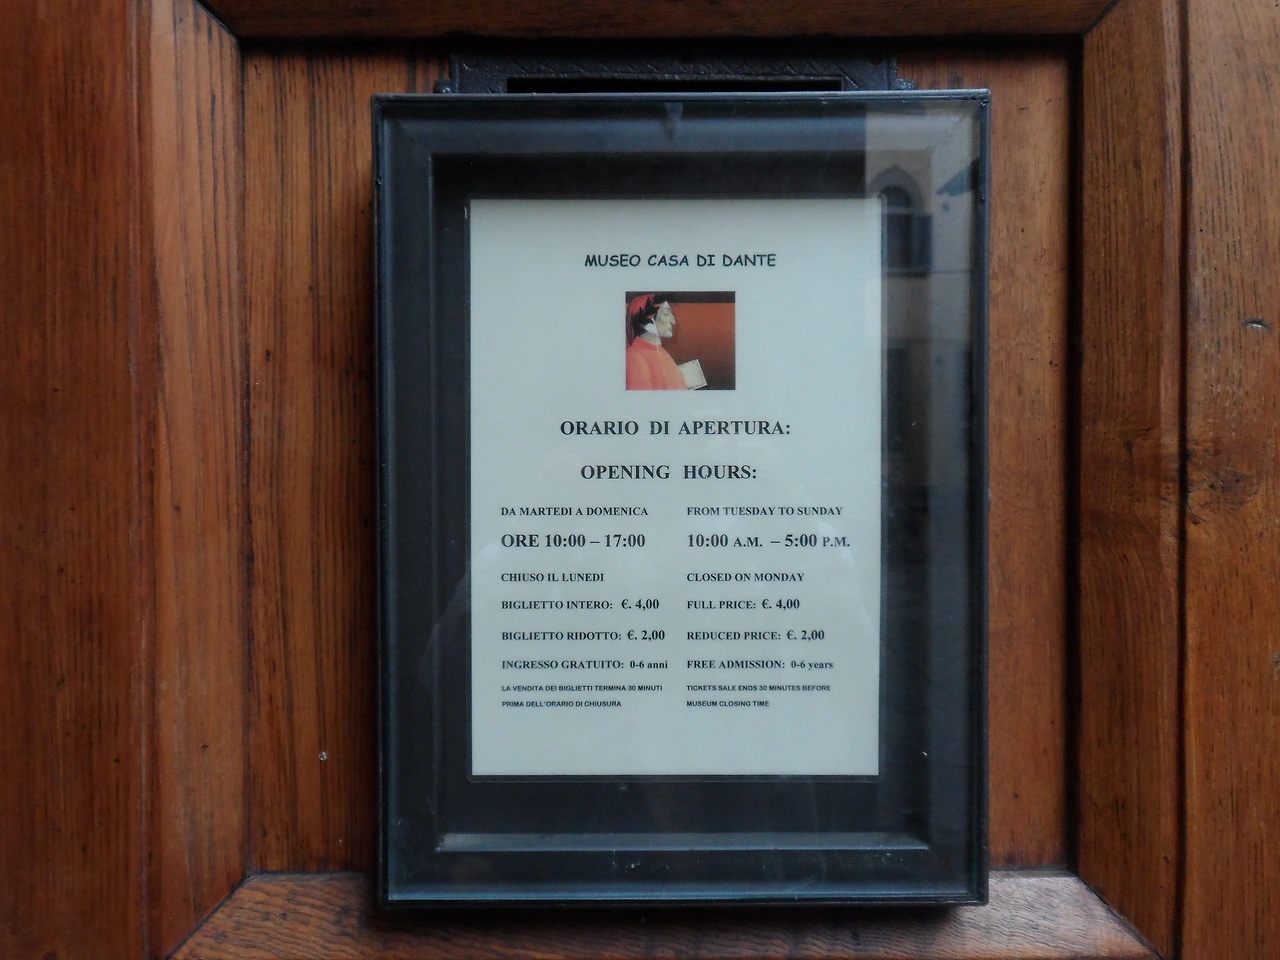 MUSEO CASA DI DANTE
ORARIO DI APERTURA:
OPENING HOURS:
DA MARTEDI A DOMENICA
ORE 10:00 – 17:00
CHIUSO IL LUNEDI
BIGLIETTO INTERO: €. 4,00
BIGLIETTO RIDOTTO: €. 2,00
INGRESSO GRATUITO: 0-6 anni
LA VENDITA DEI BIGLIETTI TERMINA 30 MINUTI
PRIMA DELL'ORARIO DI CHIUSURA
FROM TUESDAY TO SUNDAY
10:00 A.M. – 5:00 P.M.
CLOSED ON MONDAY
FULL PRICE: €. 4,00
REDUCED PRICE: €. 2,00
FREE ADMISSION: 0-6 years
TICKETS SALE ENDS 30 MINUTES BEFORE
MUSEUM CLOSING TIME